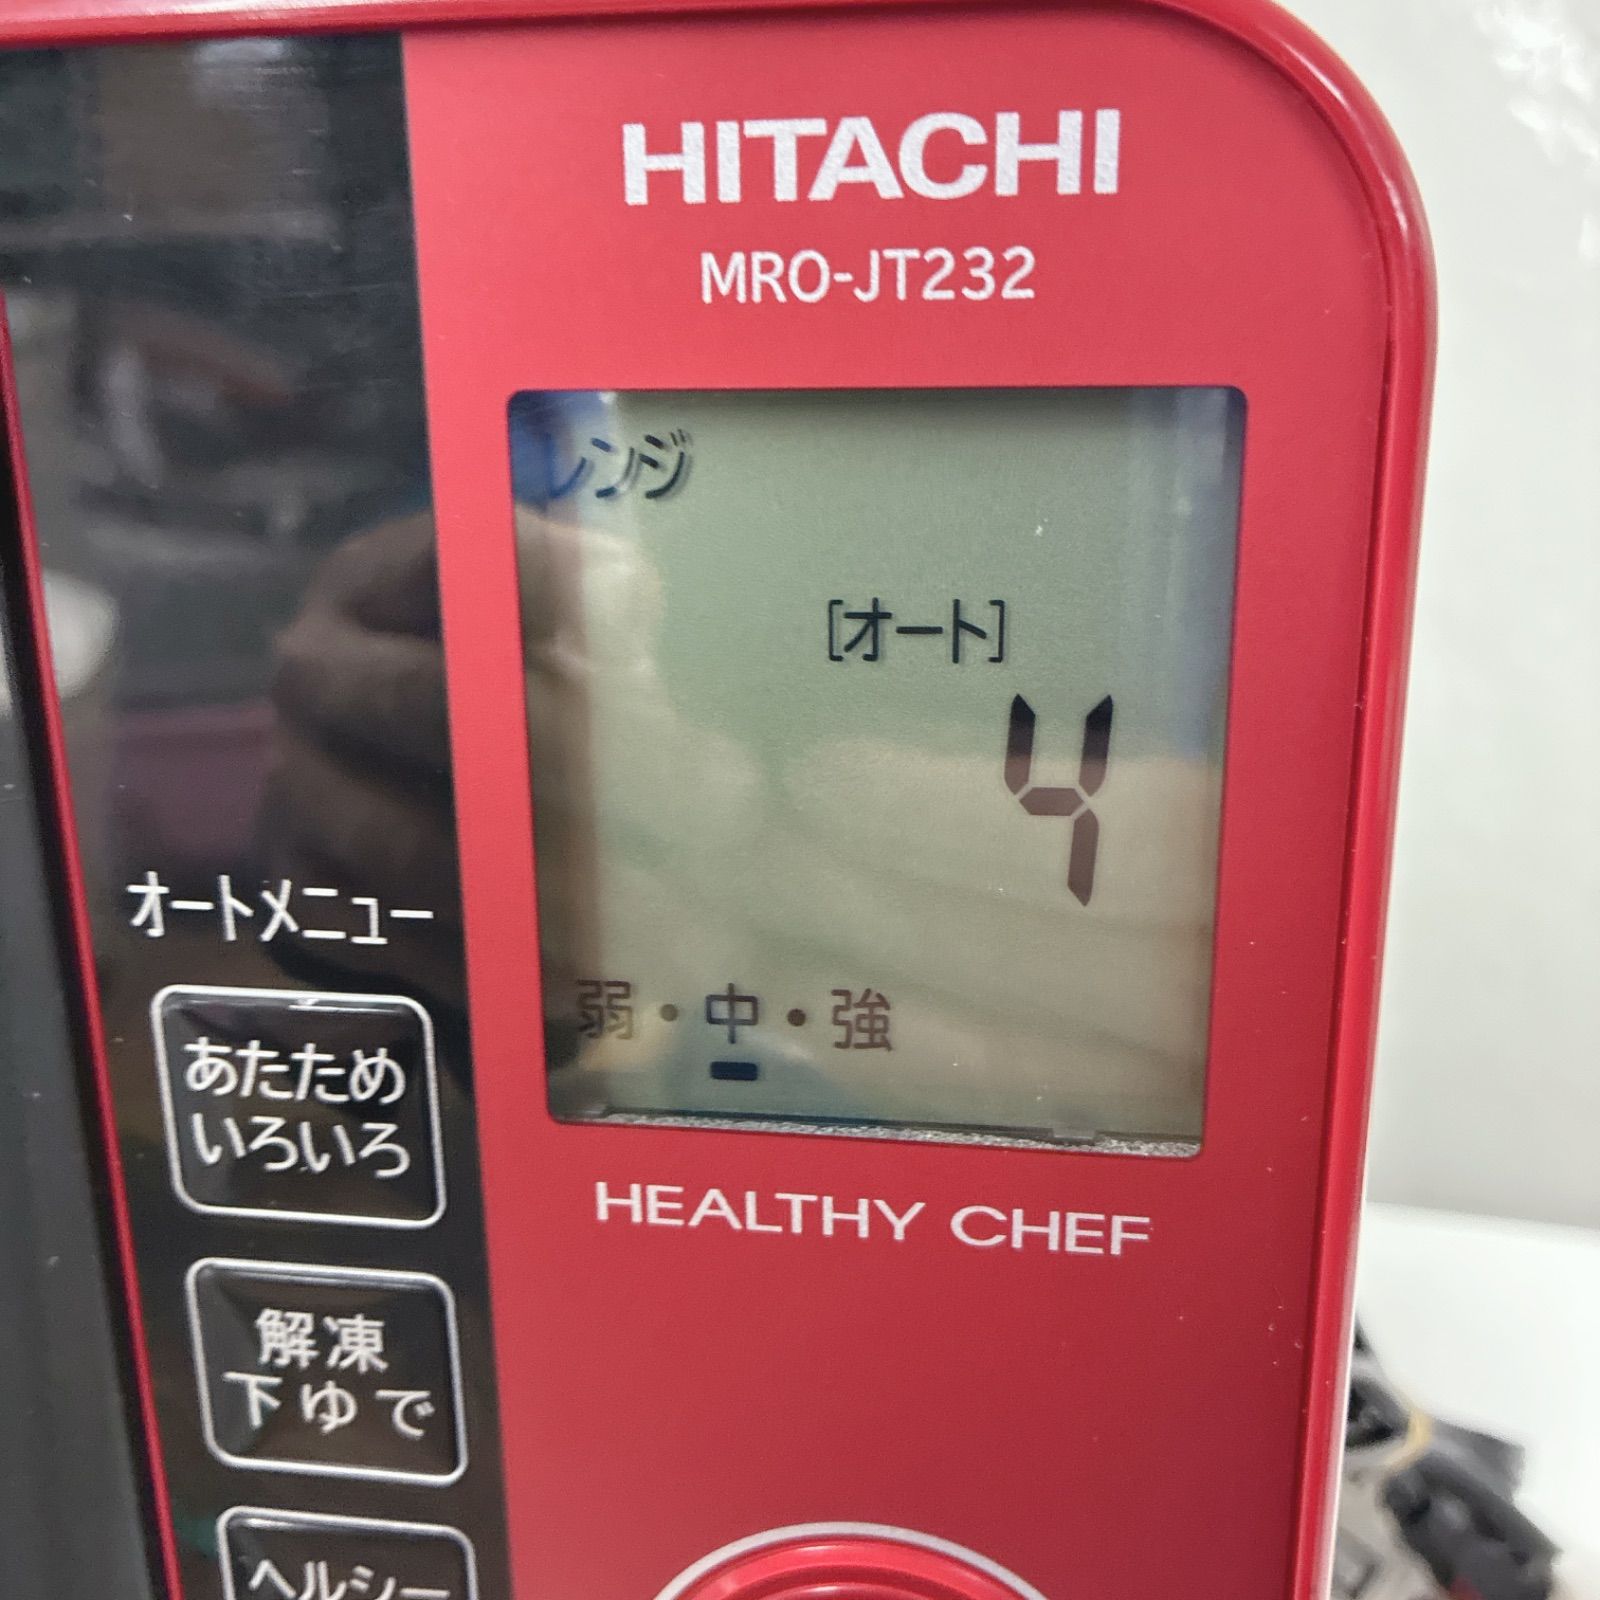 HITACHI
MRO-JT232
レンジ
[オート]
4
弱・中・強
HEALTHY CHEF
オートメニュー
あたため
いろいろ
解凍
下ゆで
ヘルシー